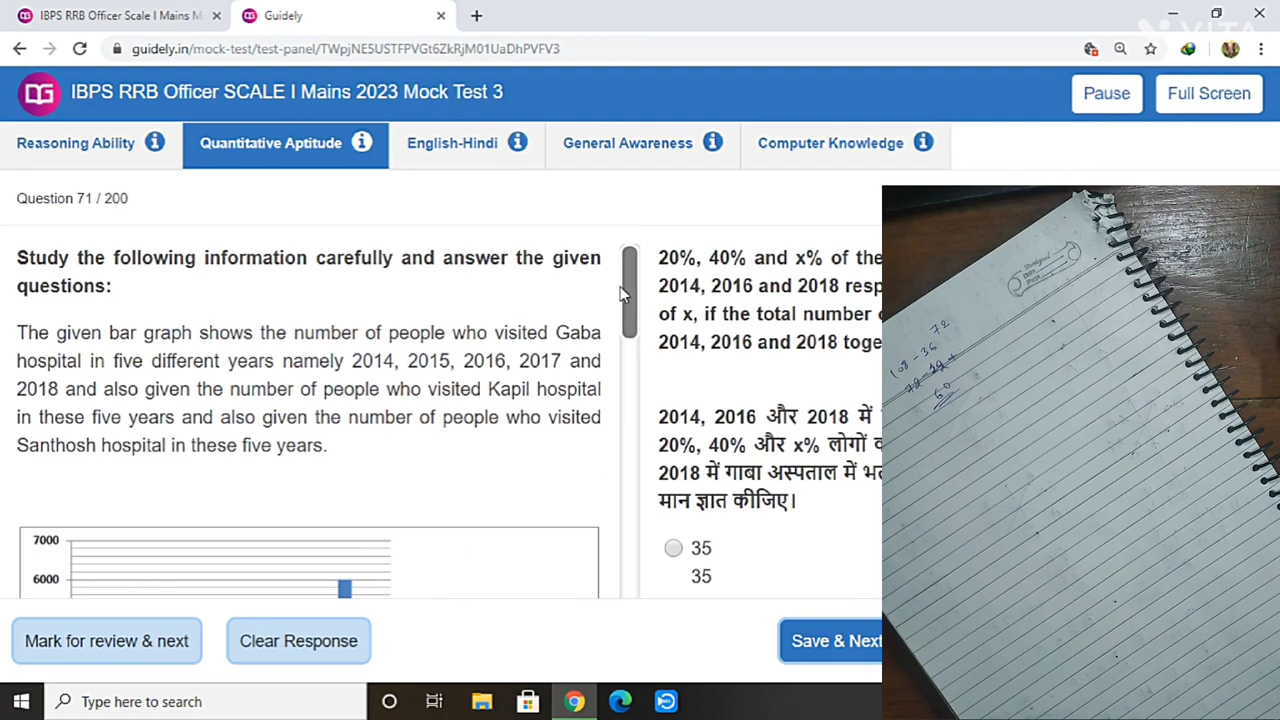 IBPS RRB Officer Scale I Mains M
Guidely
guidely.in/mock-test/test-panel/TWpjNE5USTFPVGt6ZkRjM01UaDhPVFV3
VITA
IBPS RRB Officer SCALE I Mains 2023 Mock Test 3
Pause
Full Screen
Reasoning Ability
Quantitative Aptitude
English-Hindi
General Awareness
Computer Knowledge
Question 71 / 200
Study the following information carefully and answer the given
questions:
The given bar graph shows the number of people who visited Gaba
hospital in five different years namely 2014, 2015, 2016, 2017 and
2018 and also given the number of people who visited Kapil hospital
in these five years and also given the number of people who visited
Santhosh hospital in these five years.
7000
6000
20%, 40% and x% of the
2014, 2016 and 2018 resp
of x, if the total number
2014, 2016 and 2018 toge
2014, 2016 और 2018 में
20%, 40% और x% लोगों
2018 में गाबा अस्पताल में
मान ज्ञात कीजिए।
35
35
108 - 36 72
60
Mark for review & next
Clear Response
Save & Next
Type here to search